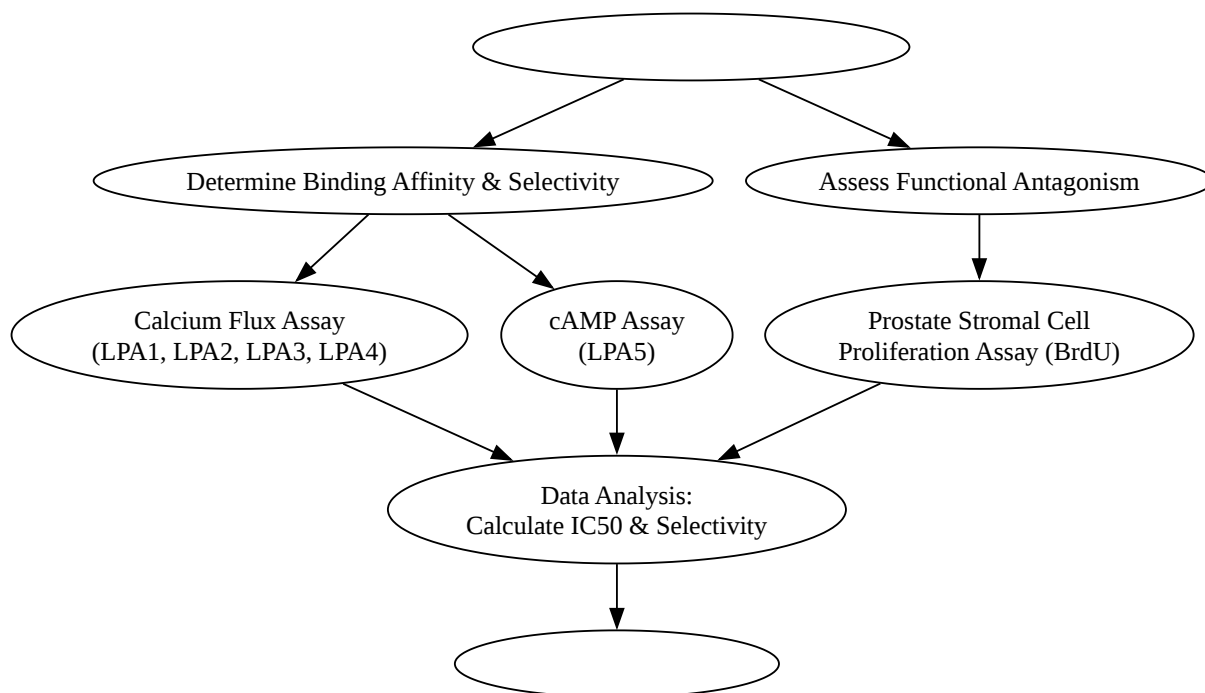 Determine Binding Affinity & Selectivity
Assess Functional Antagonism
Calcium Flux Assay
(LPA1, LPA2, LPA3, LPA4)
cAMP Assay
(LPA5)
Prostate Stromal Cell
Proliferation Assay (BrdU)
Data Analysis:
Calculate IC50 & Selectivity